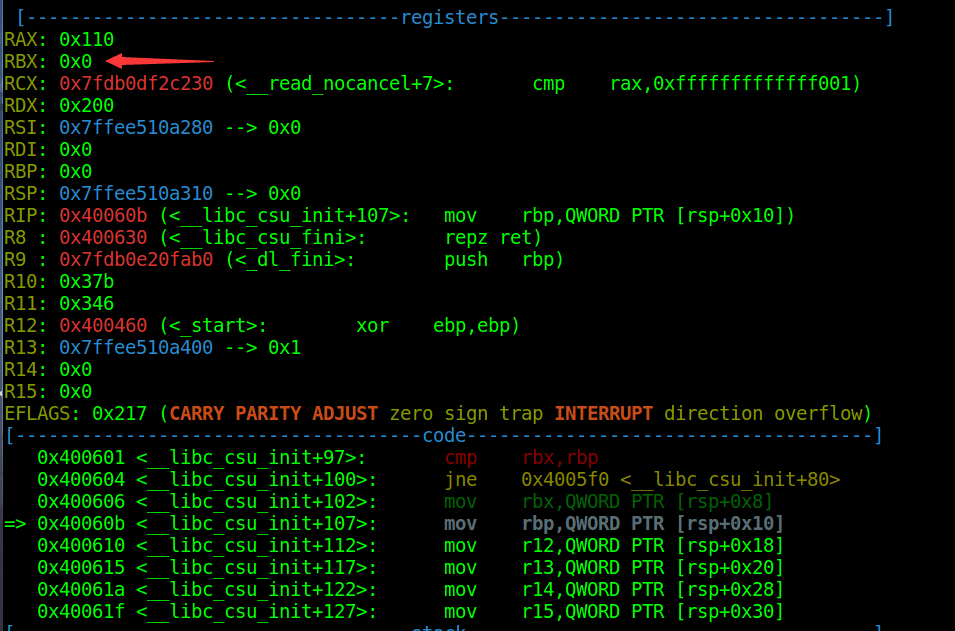 [----------------------------------registers-----------------------------------]
RAX: 0x110
RBX: 0x0
RCX: 0x7fdb0df2c230 (<__read_nocancel+7>:	cmp    rax,0xfffffffffffff001)
RDX: 0x200
RSI: 0x7ffee510a280 --> 0x0
RDI: 0x0
RBP: 0x0
RSP: 0x7ffee510a310 --> 0x0
RIP: 0x40060b (<__libc_csu_init+107>:	mov    rbp,QWORD PTR [rsp+0x10])
R8 : 0x400630 (<__libc_csu_fini>:	repz ret)
R9 : 0x7fdb0e20fab0 (<_dl_fini>:	push   rbp)
R10: 0x37b
R11: 0x346
R12: 0x400460 (<_start>:	xor    ebp,ebp)
R13: 0x7ffee510a400 --> 0x1
R14: 0x0
R15: 0x0
EFLAGS: 0x217 (CARRY PARITY ADJUST zero sign trap INTERRUPT direction overflow)
[-------------------------------------code-------------------------------------]
0x400601 <__libc_csu_init+97>:	cmp    rbx,rbp
0x400604 <__libc_csu_init+100>:	jne    0x4005f0 <__libc_csu_init+80>
0x400606 <__libc_csu_init+102>:	mov    rbx,QWORD PTR [rsp+0x8]
=> 0x40060b <__libc_csu_init+107>:	mov    rbp,QWORD PTR [rsp+0x10]
0x400610 <__libc_csu_init+112>:	mov    r12,QWORD PTR [rsp+0x18]
0x400615 <__libc_csu_init+117>:	mov    r13,QWORD PTR [rsp+0x20]
0x40061a <__libc_csu_init+122>:	mov    r14,QWORD PTR [rsp+0x28]
0x40061f <__libc_csu_init+127>:	mov    r15,QWORD PTR [rsp+0x30]
[------------------------------------stack-------------------------------------]